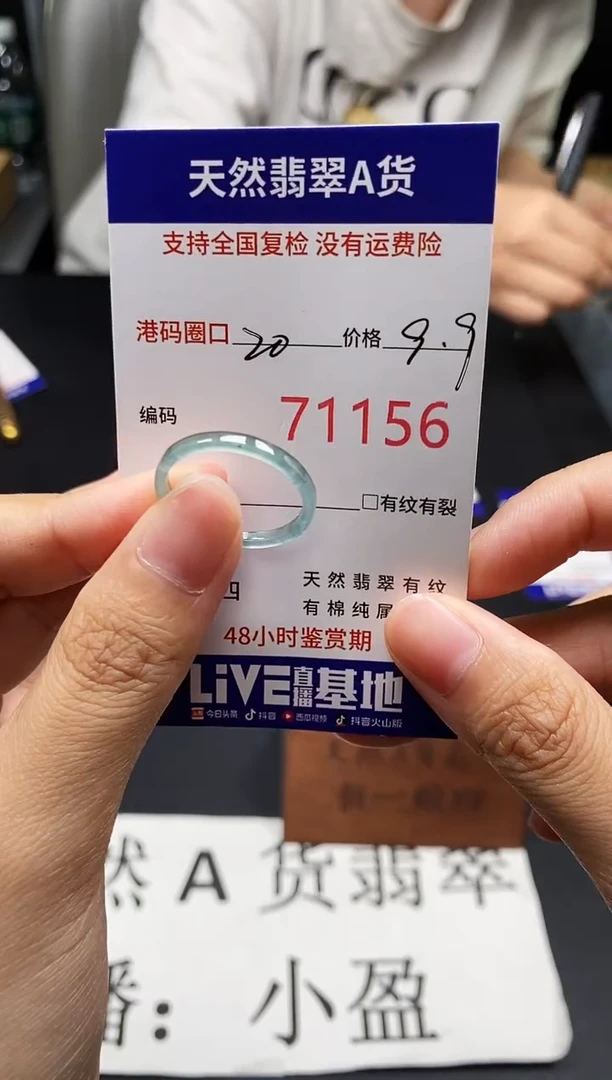 天然翡翠A货
支持全国复检 没有运费险
港码圈口 20 价格 9.9
编码 71156
□有纹有裂
四 天然翡翠有纹
有棉纯属
48小时鉴赏期
LiVE直播基地
今日头条 抖音 西瓜视频 抖音火山版
然A货翡翠
播：小盈